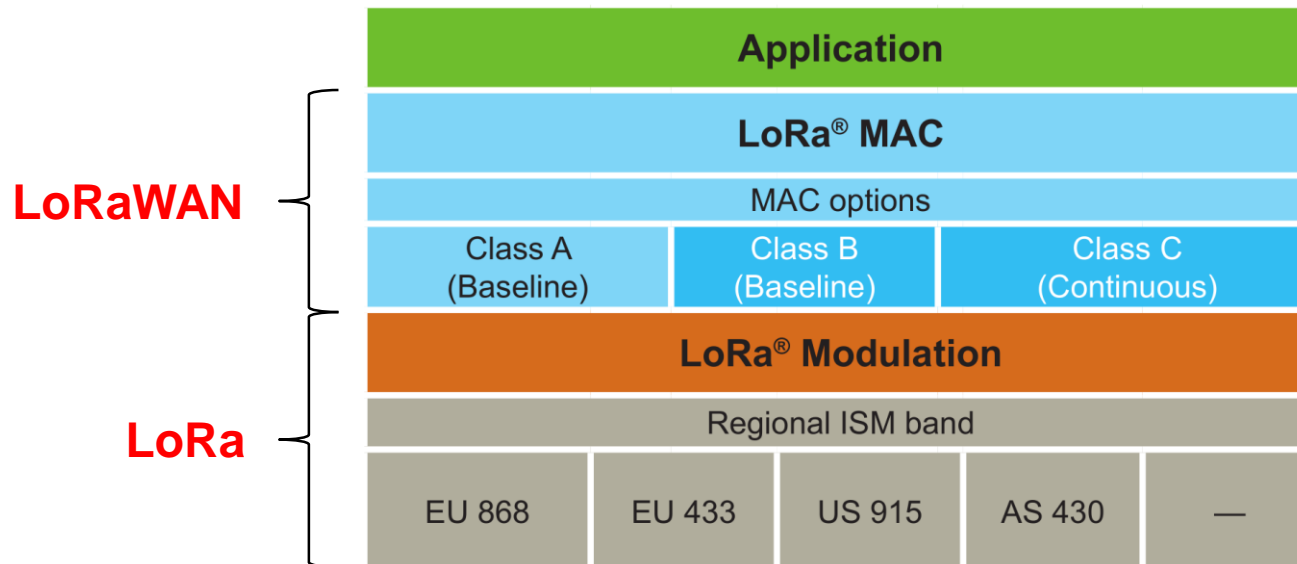 Application
LoRa® MAC
LoRaWAN
MAC options
Class A
(Baseline)
Class B
(Baseline)
Class C
(Continuous)
LoRa® Modulation
LoRa
Regional ISM band
EU 868
EU 433
US 915
AS 430
—